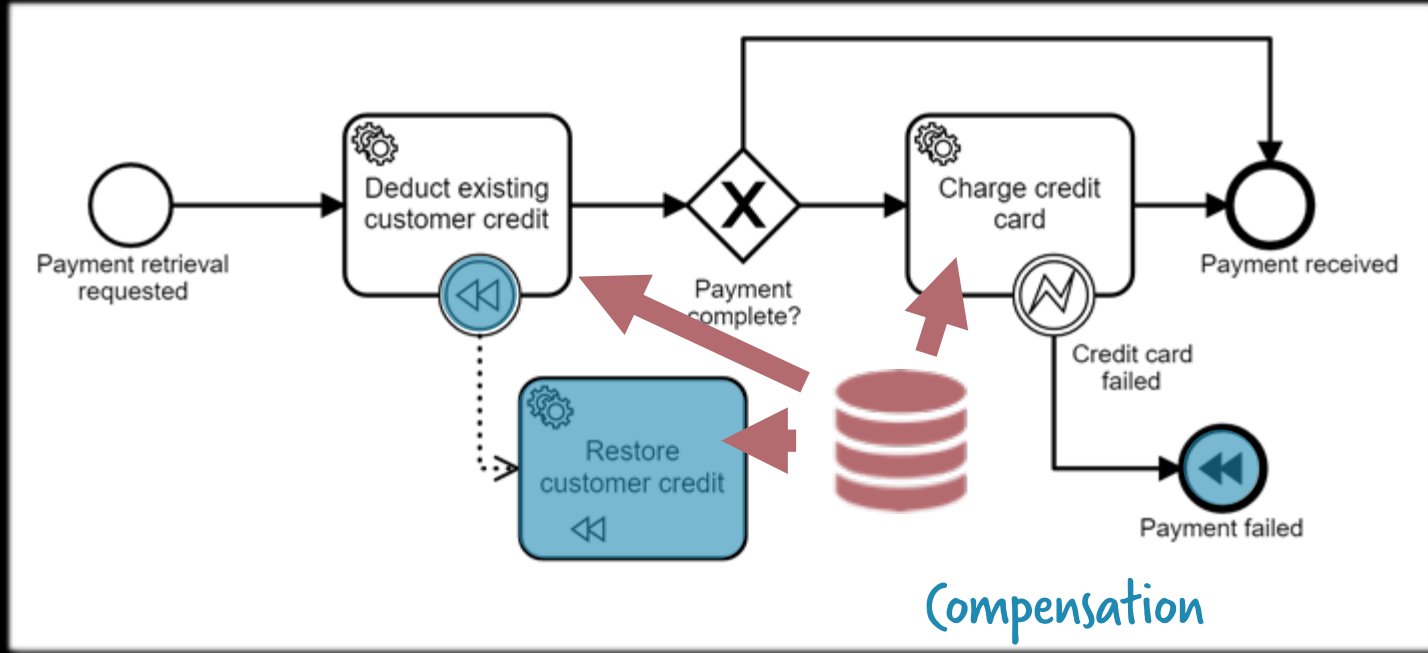 Deduct existing
customer credit
Charge credit
card
Payment retrieval
requested
Payment
complete?
Payment received
Credit card
failed
Restore
customer credit
Payment failed
Compensation